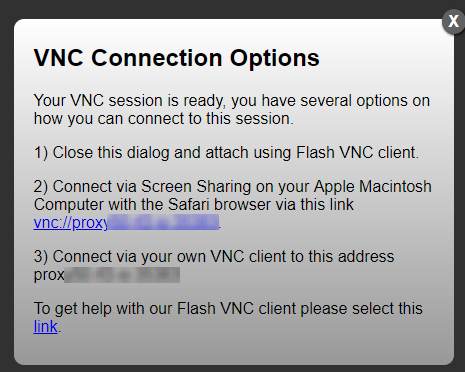 X
VNC Connection Options
Your VNC session is ready, you have several options on
how you can connect to this session.
1) Close this dialog and attach using Flash VNC client.
2) Connect via Screen Sharing on your Apple Macintosh
Computer with the Safari browser via this link
vnc://proxy
3) Connect via your own VNC client to this address
prox
To get help with our Flash VNC client please select this
link.